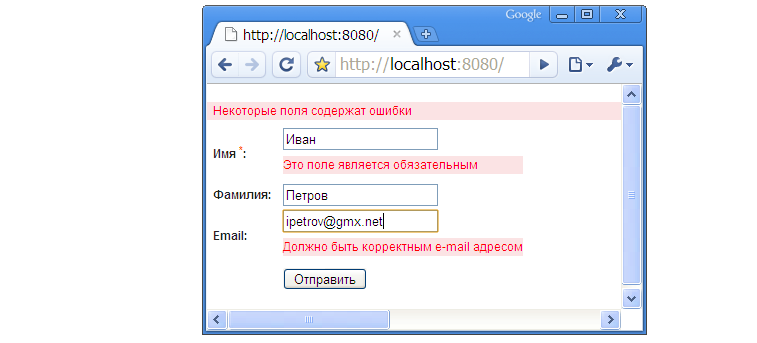 Google
http://localhost:8080/
http://localhost:8080/
Некоторые поля содержат ошибки
Имя *: Иван
Это поле является обязательным
Фамилия: Петров
Email: ipetrov@gmx.net
Должно быть корректным e-mail адресом
Отправить